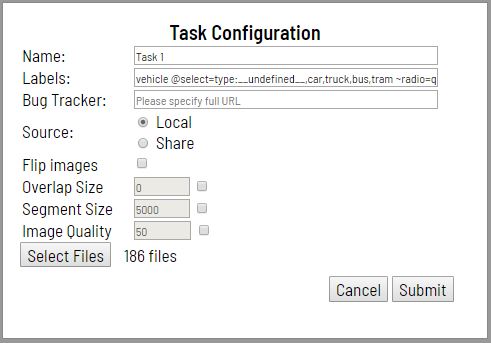 Task Configuration
Name: Task 1
Labels: vehicle @select=type:__undefined__,car,truck,bus,tram ~radio=q
Bug Tracker: Please specify full URL
Source: Local
Share
Flip images
Overlap Size 0
Segment Size 5000
Image Quality 50
Select Files 186 files
Cancel Submit